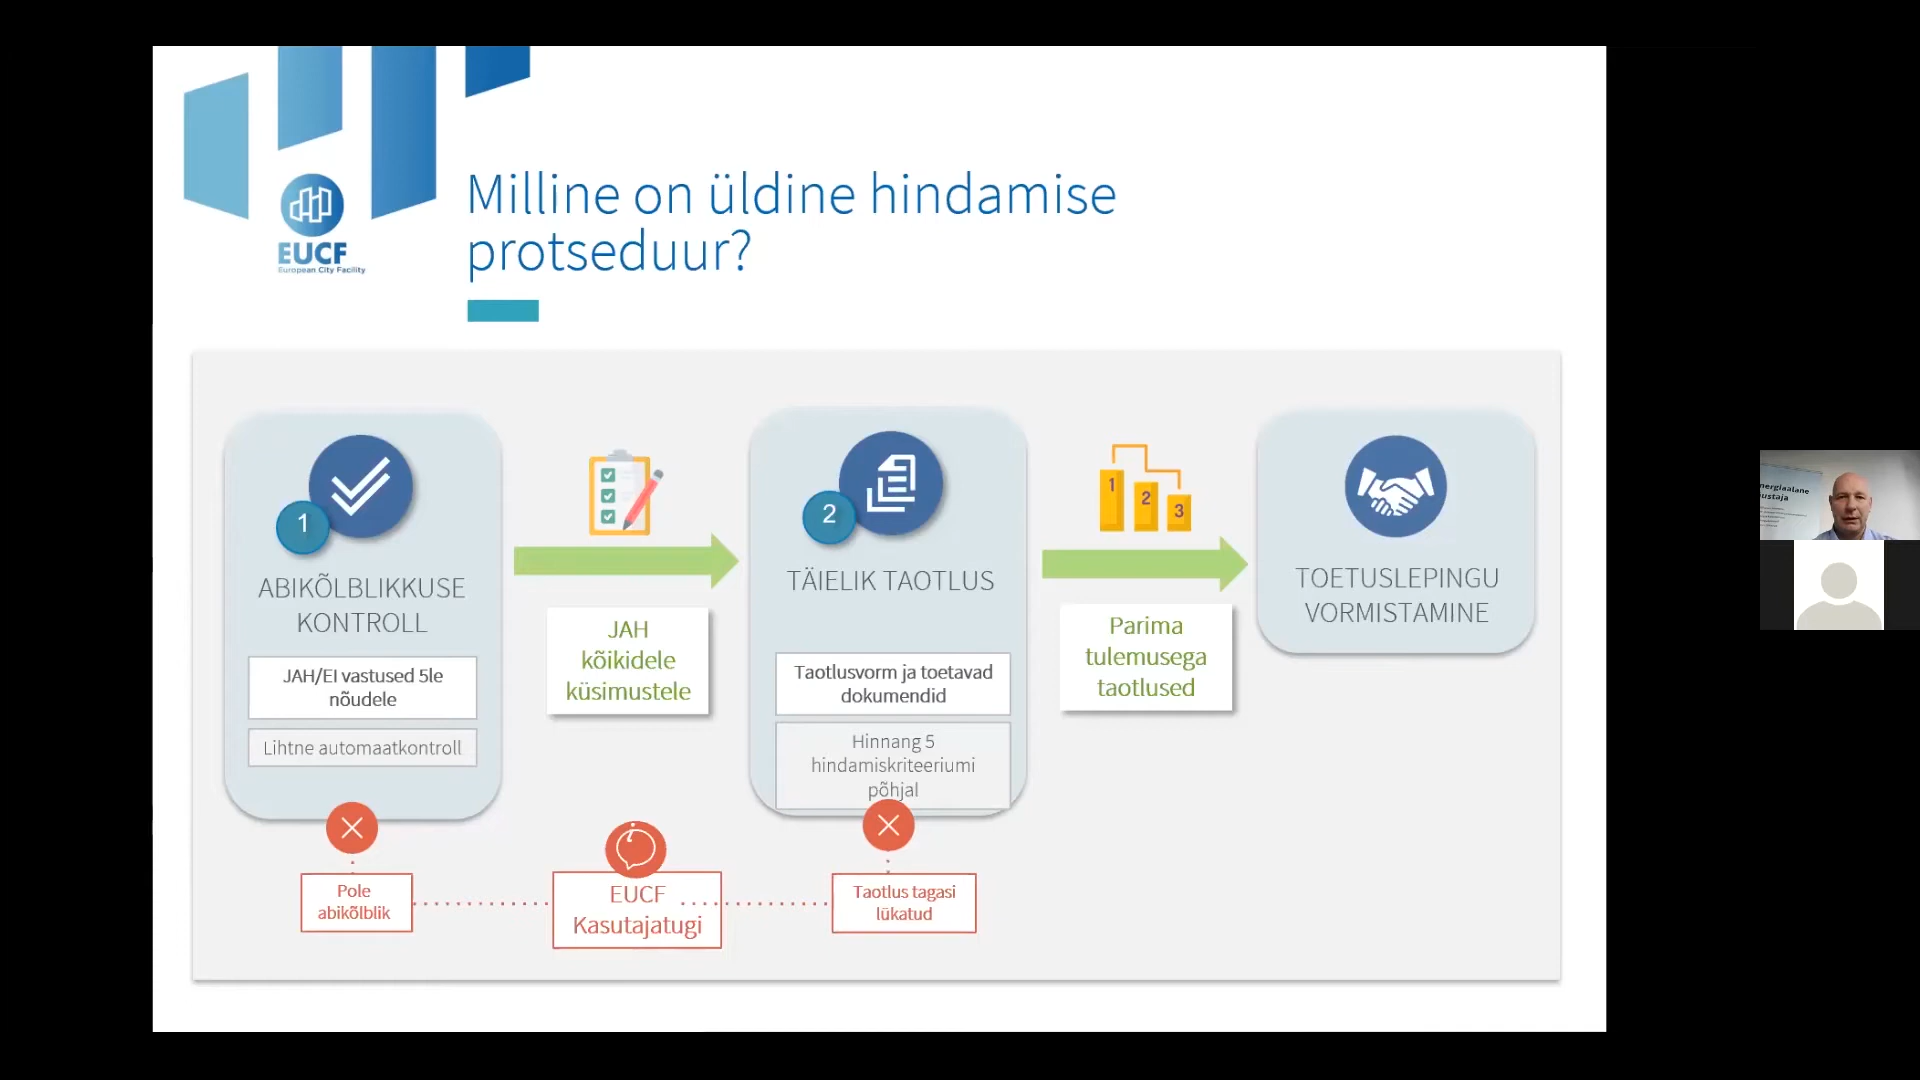 EUCF
European City Facility
Milline on üldine hindamise
protseduur?
1
ABIKÕLBLIKKUSE
KONTROLL
JAH/EI vastused 5le
nõudele
Lihtne automaatkontroll
JAH
kõikidele
küsimustele
2
TÄIELIK TAOTLUS
Taotlusvorm ja toetavad
dokumendid
Hinnang 5
hindamiskriteeriumi
põhjal
1
2
3
Parima
tulemusega
taotlused
TOETUSLEPINGU
VORMISTAMINE
Pole
abikõlblik
EUCF
Kasutajatugi
Taotlus tagasi
lükatud
nergiaalane
ustaja